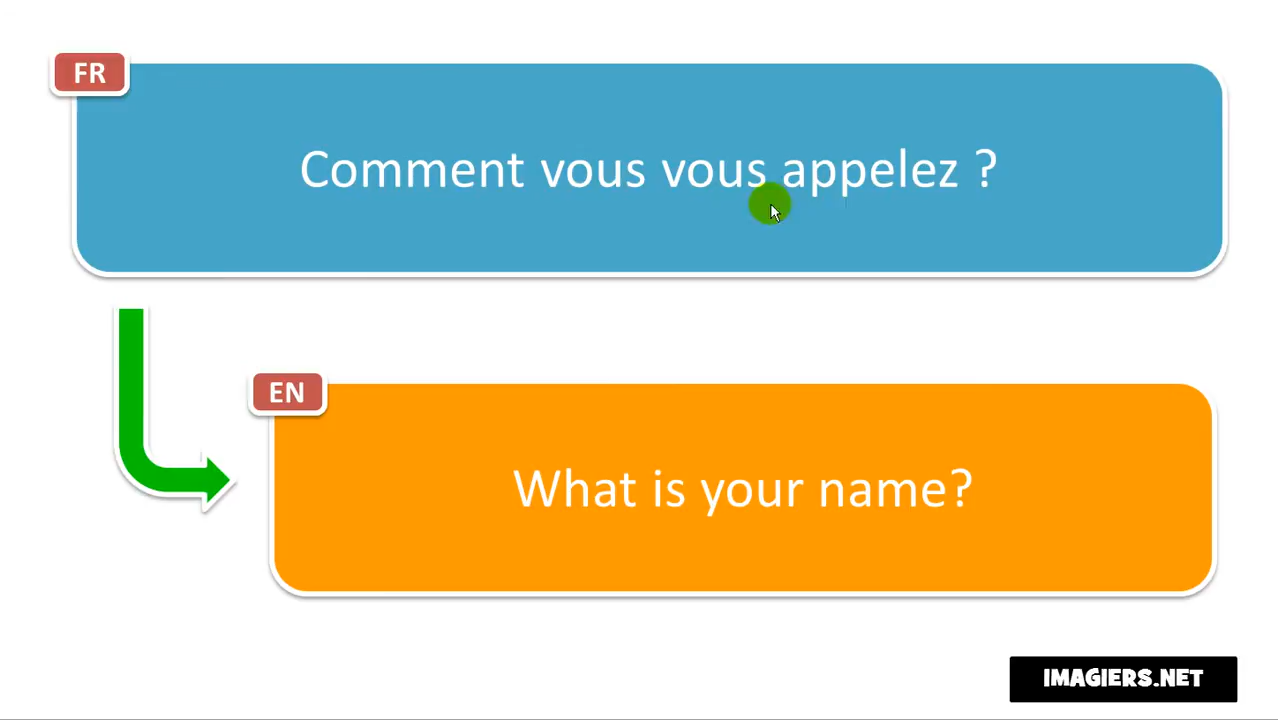 FR
Comment vous vous appelez ?
EN
What is your name?
IMAGIERS.NET